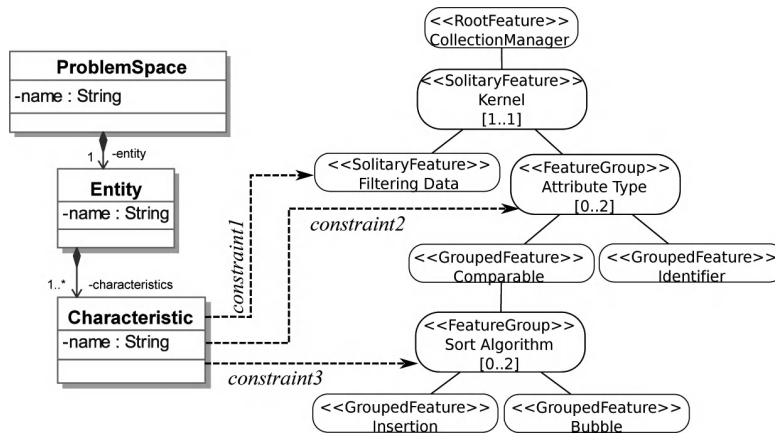 ProblemSpace
-name : String
1
-entity
Entity
-name : String
1..*
-characteristics
Characteristic
-name : String
constraint1
constraint2
constraint3
<<RootFeature>>
CollectionManager
<<SolitaryFeature>>
Kernel
[1..1]
<<SolitaryFeature>>
Filtering Data
<<FeatureGroup>>
Attribute Type
[0..2]
<<GroupedFeature>>
Comparable
<<GroupedFeature>>
Identifier
<<FeatureGroup>>
Sort Algorithm
[0..2]
<<GroupedFeature>>
Insertion
<<GroupedFeature>>
Bubble